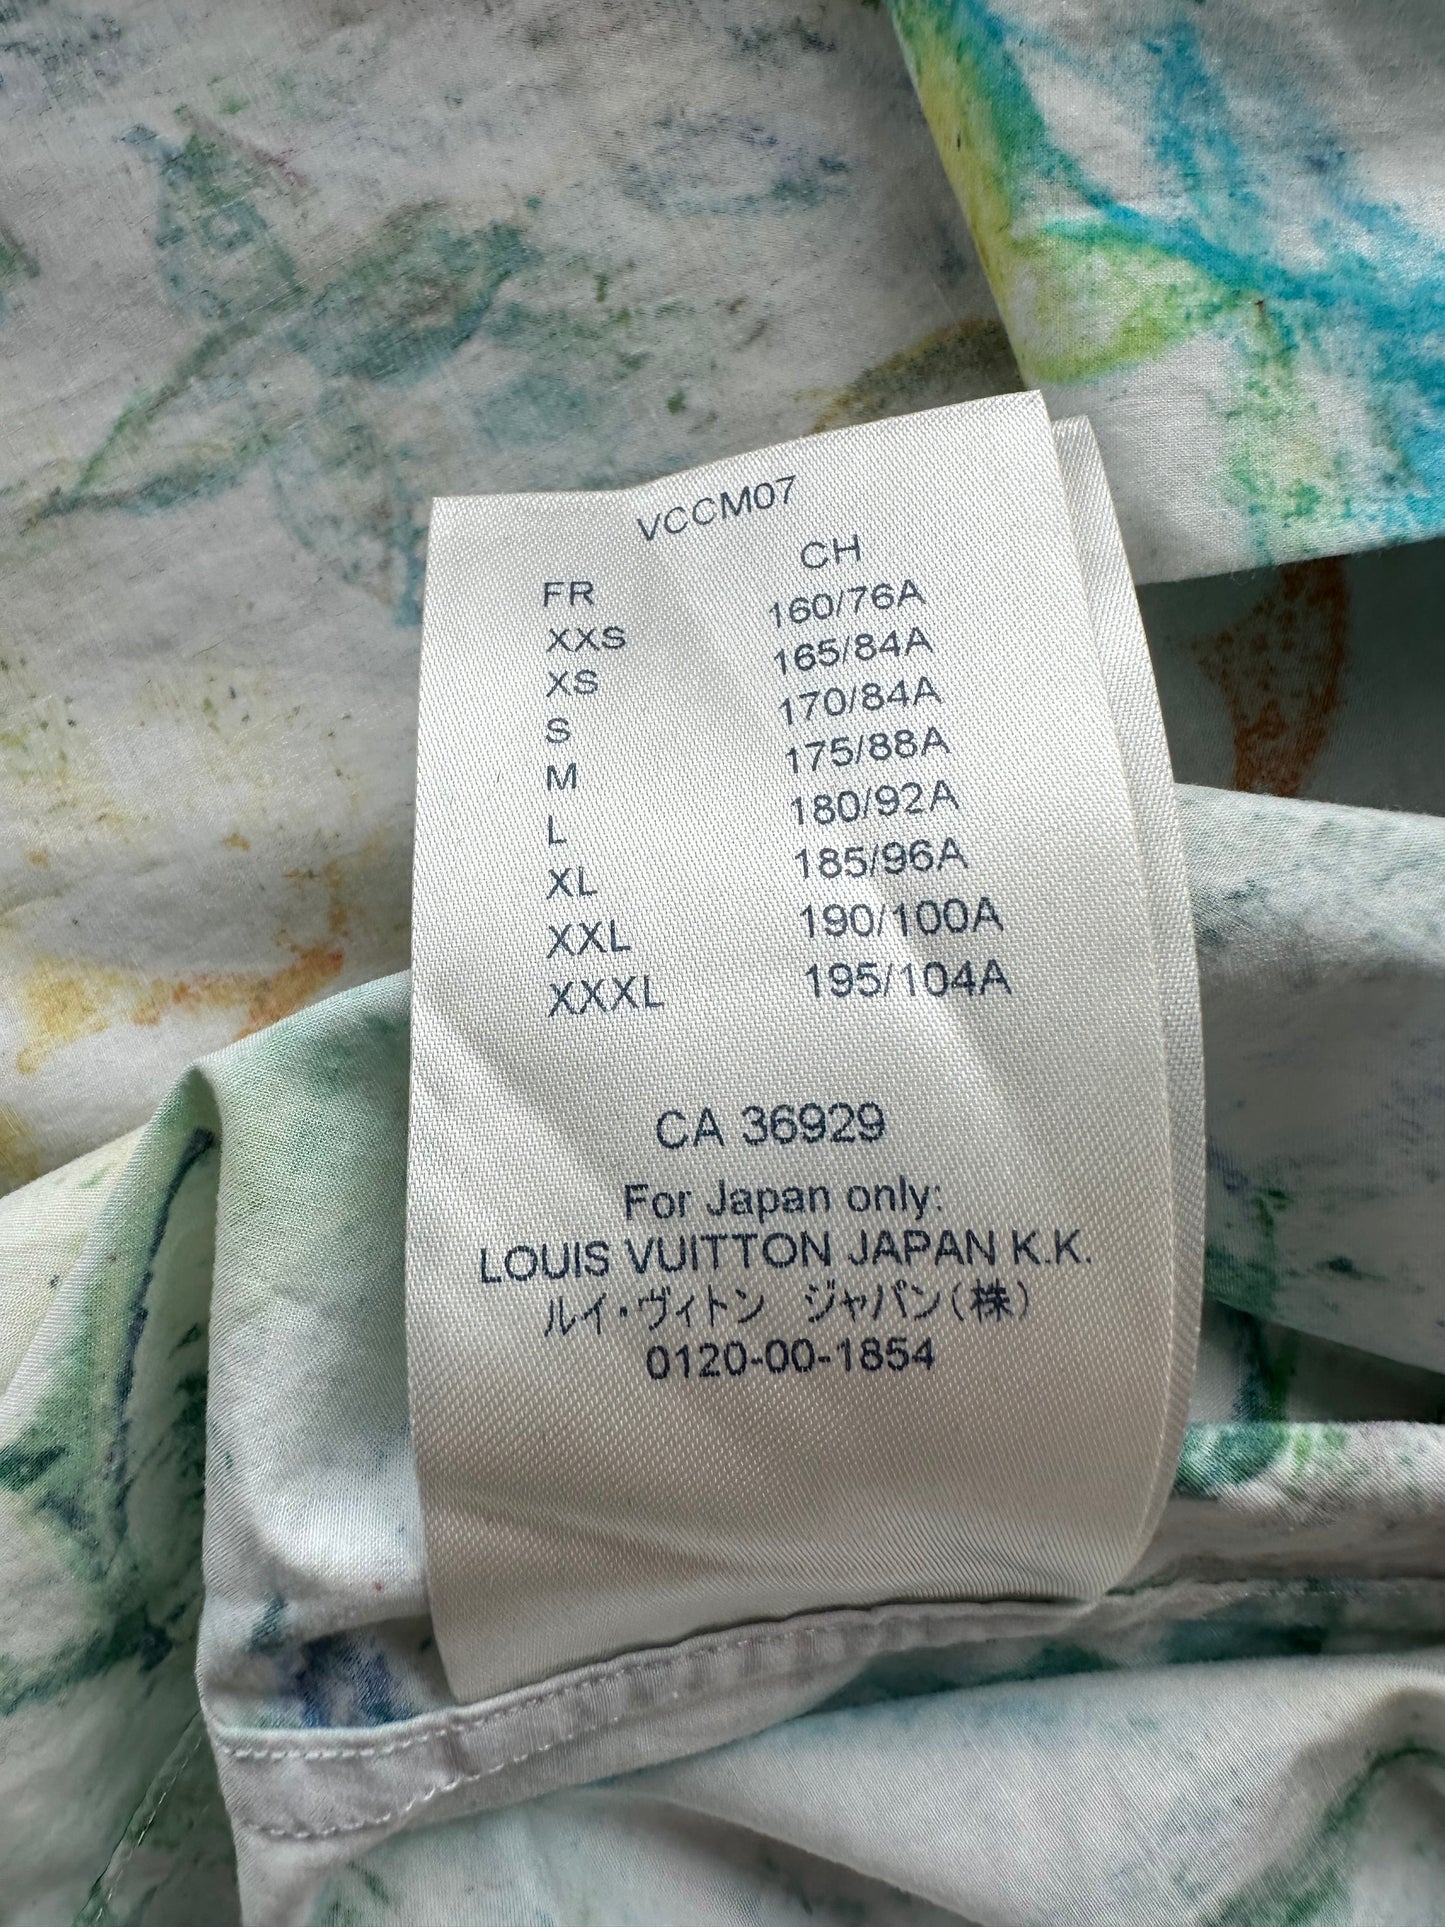 VCCM07
FR CH
XXS 160/76A
XS 165/84A
S 170/84A
M 175/88A
L 180/92A
XL 185/96A
XXL 190/100A
XXXL 195/104A
CA 36929
For Japan only:
LOUIS VUITTON JAPAN K.K.
ルイ・ヴィトン ジャパン(株)
0120-00-1854